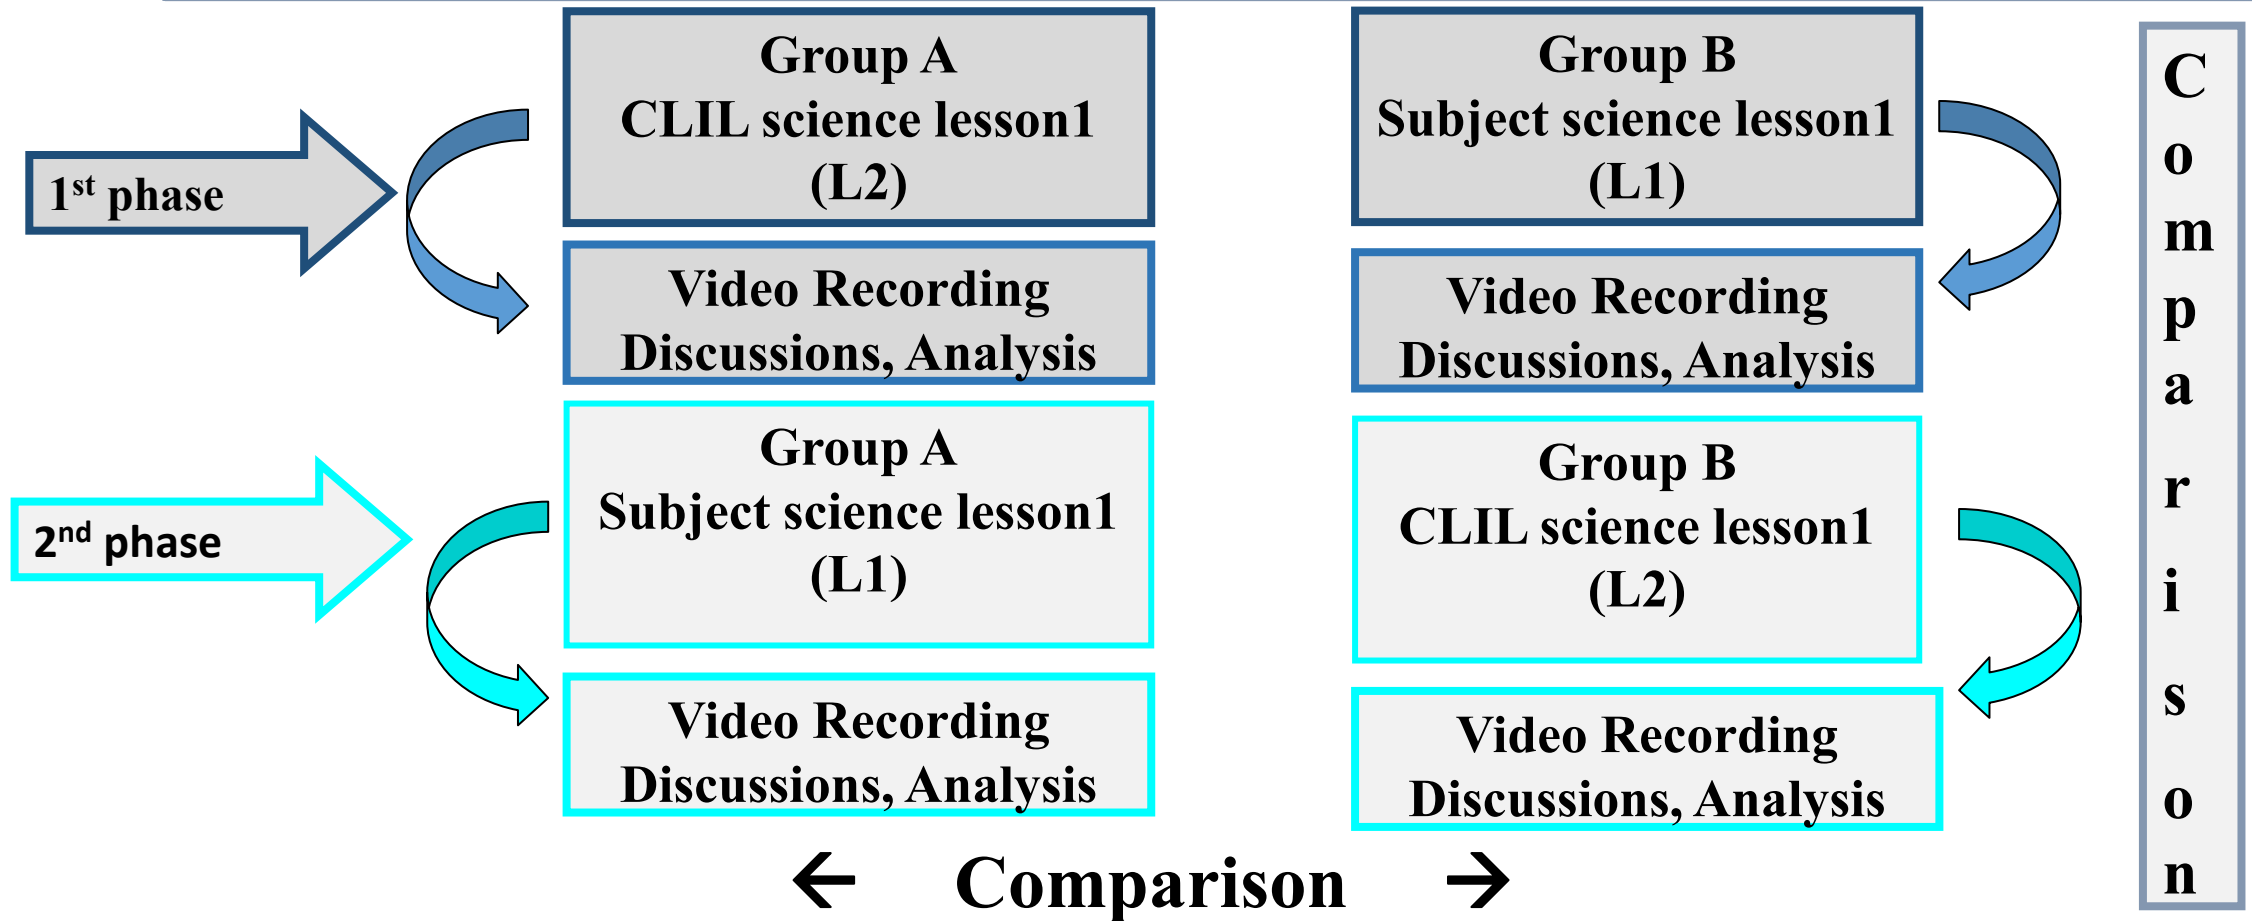 1st phase
Group A
CLIL science lesson1
(L2)
Group B
Subject science lesson1
(L1)
Video Recording
Discussions, Analysis
Video Recording
Discussions, Analysis
2nd phase
Group A
Subject science lesson1
(L1)
Group B
CLIL science lesson1
(L2)
Video Recording
Discussions, Analysis
Video Recording
Discussions, Analysis
← Comparison →
Comparison